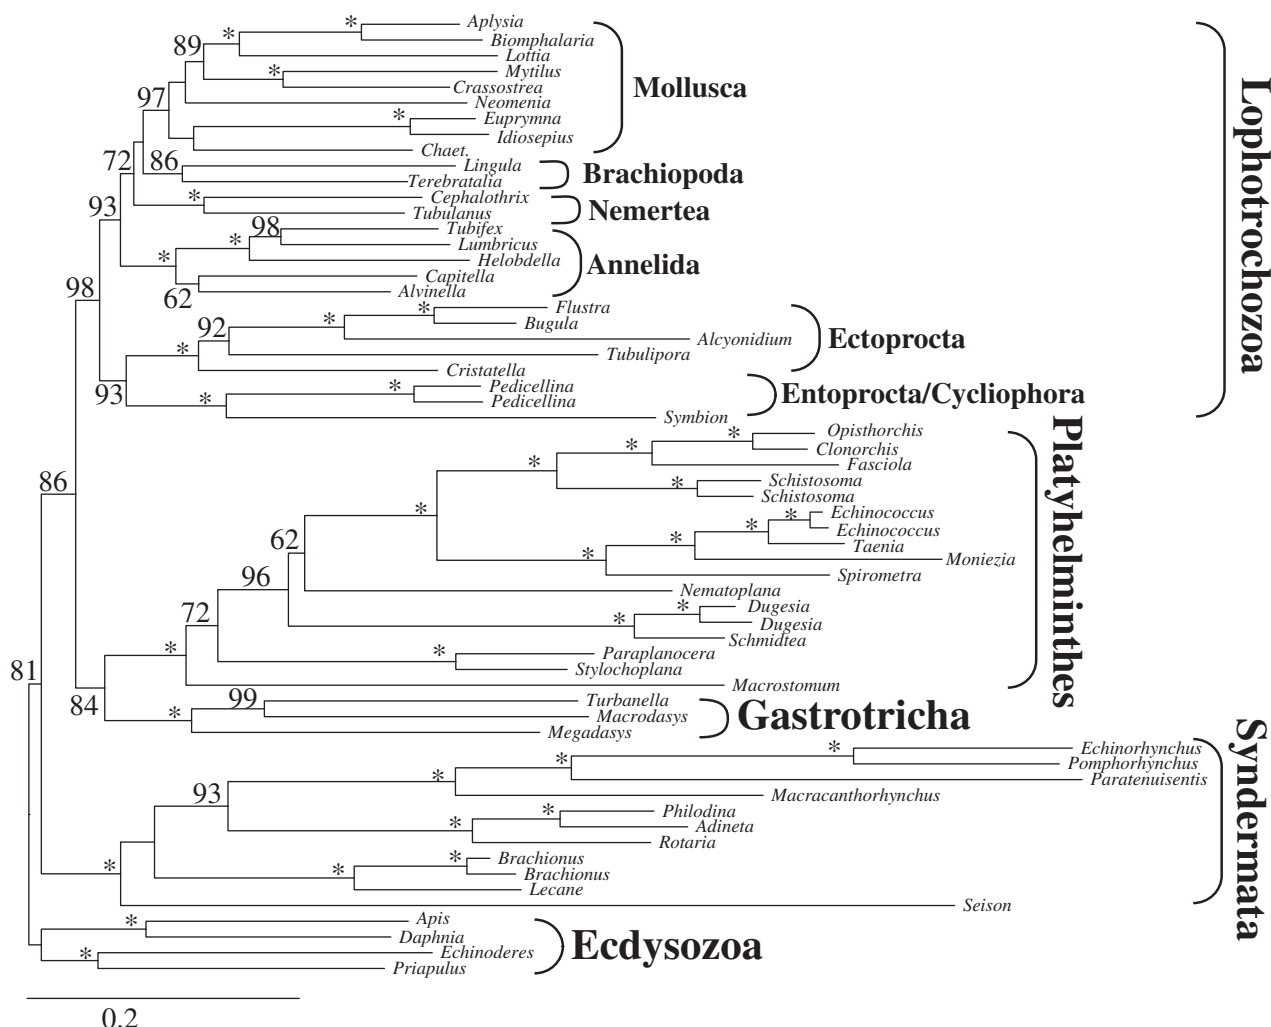 Aplysia
Biomphalaria
Lottia
Mytilus
Crassostrea
Neomenia
Euprymna
Idiosepius
Chaet.
Mollusca
* * 89 * 97 *
Lingula
Terebratalia
Brachiopoda
72 86
Cephalothrix
Tubulanus
Nemertea
* 93
Tubifex
Lumbricus
Helobdella
Capitella
Alvinella
Annelida
98 * * 62
98
Flustra
Bugula
Alcyonidium
Tubulipora
Cristatella
Ectoprocta
* * 92 *
93
Pedicellina
Pedicellina
Symbion
Entoprocta/Cycliophora
* *
Lophotrochozoa
86
Opisthorchis
Clonorchis
Fasciola
Schistosoma
Schistosoma
Echinococcus
Echinococcus
Taenia
Moniezia
Spirometra
Nematoplana
Dugesia
Dugesia
Schmidtea
Paraplanocera
Stylochoplana
Macrostomum
Platyhelminthes
* * * * * * * * 62 96 * * 72 * *
81
84
Turbanella
Macrodasys
Megadasys
Gastrotricha
99 *
Echinorhynchus
Pomphorhynchus
Paratenuisentis
Macracanthorhynchus
Philodina
Adineta
Rotaria
Brachionus
Brachionus
Lecane
Seison
Syndermata
* * * 93 * * * * *
Apis
Daphnia
Echinoderes
Priapulus
Ecdysozoa
* *
0.2